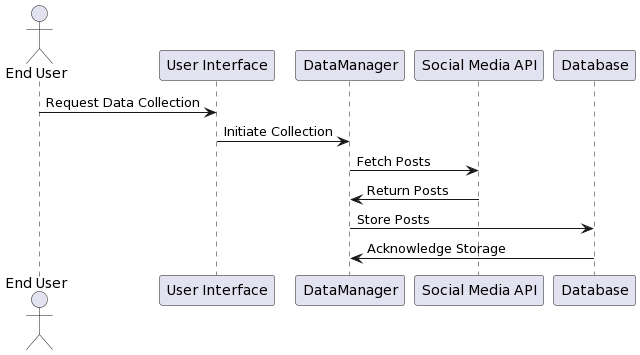 End User
User Interface
DataManager
Social Media API
Database
Request Data Collection
Initiate Collection
Fetch Posts
Return Posts
Store Posts
Acknowledge Storage
End User
User Interface
DataManager
Social Media API
Database